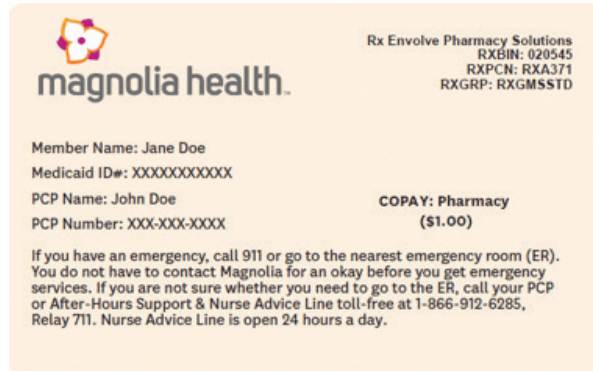 magnolia health™
Rx Envolve Pharmacy Solutions
RXBIN: 020545
RXPCN: RXA371
RXGRP: RXGMSSTD
Member Name: Jane Doe
Medicaid ID#: XXXXXXXXXXX
PCP Name: John Doe
PCP Number: XXX-XXX-XXXX
COPAY: Pharmacy
($1.00)
If you have an emergency, call 911 or go to the nearest emergency room (ER).
You do not have to contact Magnolia for an okay before you get emergency
services. If you are not sure whether you need to go to the ER, call your PCP
or After-Hours Support & Nurse Advice Line toll-free at 1-866-912-6285,
Relay 711. Nurse Advice Line is open 24 hours a day.